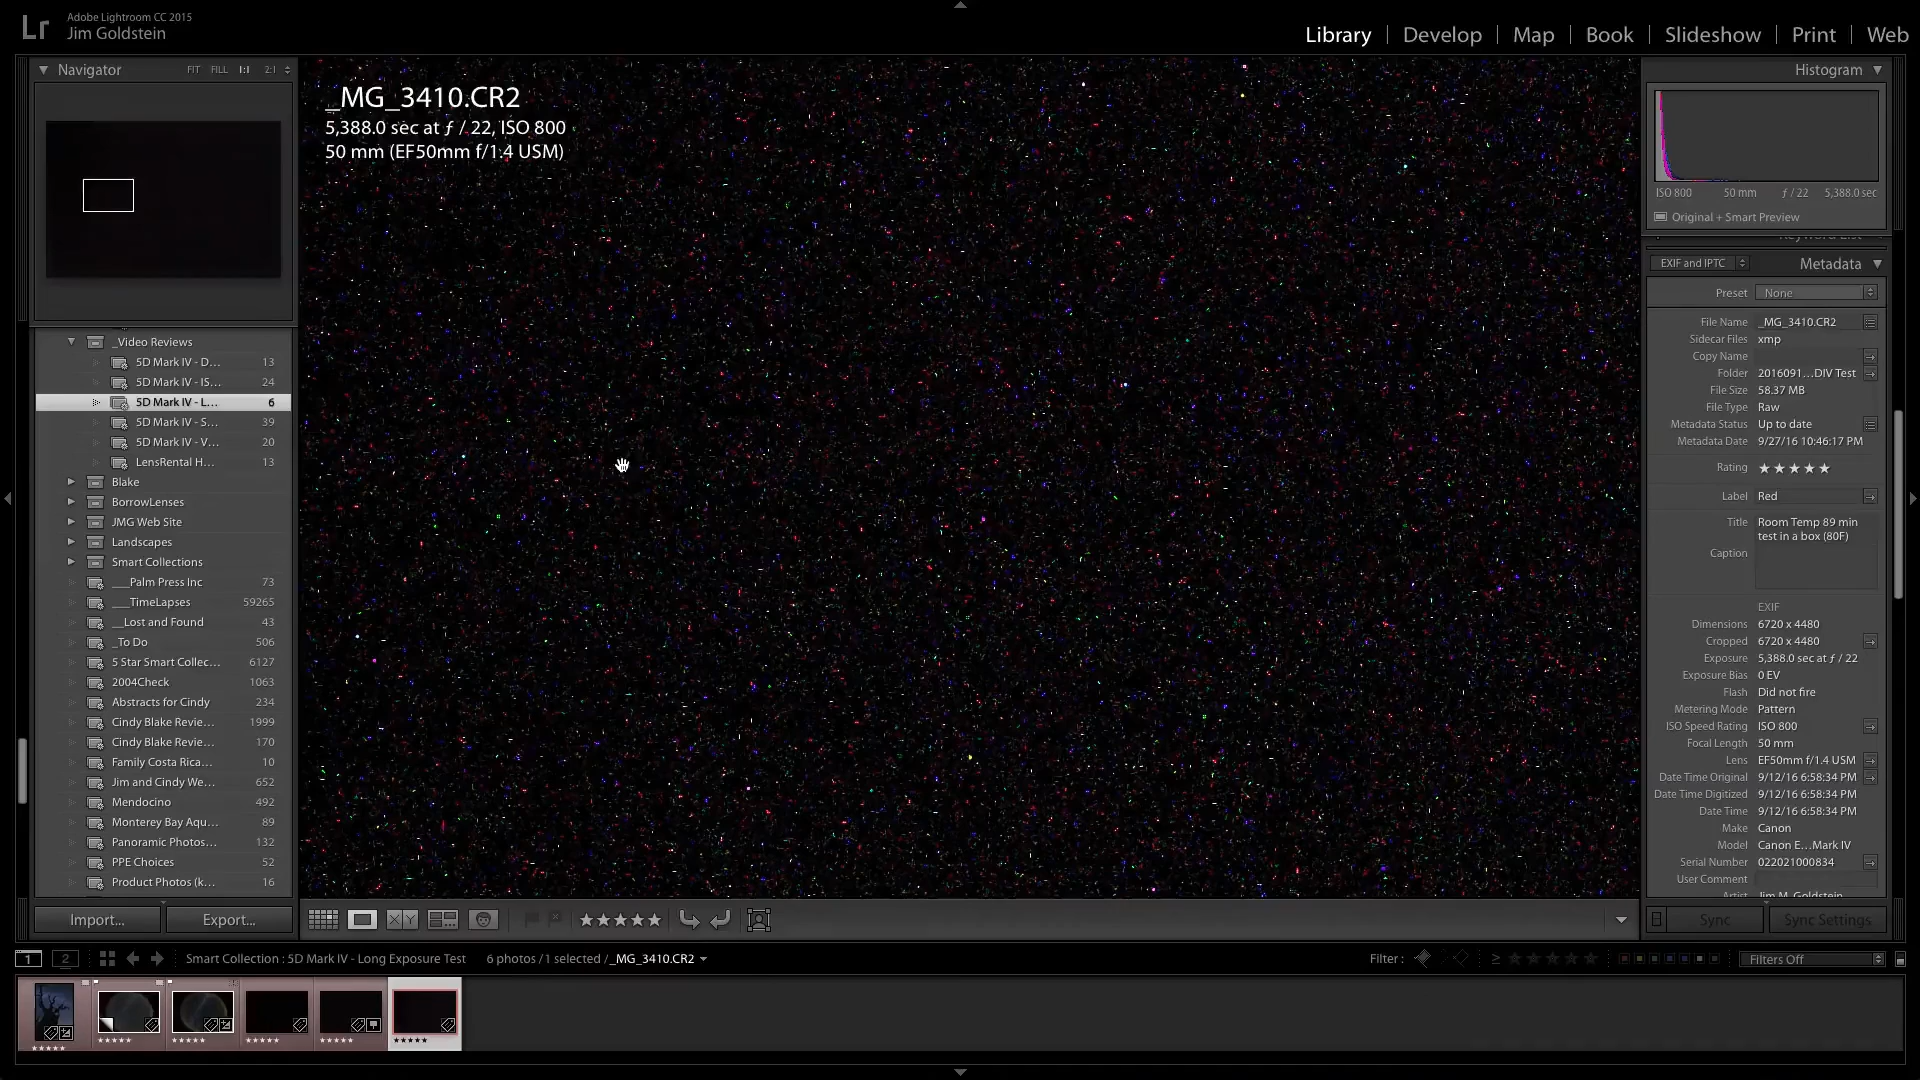 Lr
Adobe Lightroom CC 2015
Jim Goldstein
Library | Develop | Map | Book | Slideshow | Print | Web
Navigator FIT FILL 1:1 2:1
_MG_3410.CR2
5,388.0 sec at ƒ / 22, ISO 800
50 mm (EF50mm f/1.4 USM)
_Video Reviews
5D Mark IV - D... 13
5D Mark IV - IS... 24
5D Mark IV - L... 6
5D Mark IV - S... 39
5D Mark IV - V... 20
LensRental H... 13
Blake
BorrowLenses
JMG Web Site
Landscapes
Smart Collections
___Palm Press Inc 73
___TimeLapses 59265
__Lost and Found 43
_To Do 506
5 Star Smart Collec... 6127
2004Check 1063
Abstracts for Cindy 234
Cindy Blake Revie... 1999
Cindy Blake Revie... 170
Family Costa Rica... 10
Jim and Cindy We... 652
Mendocino 492
Monterey Bay Aqu... 89
Panoramic Photos... 132
PPE Choices 52
Product Photos (k... 16
Import... Export...
Histogram
ISO 800 50 mm ƒ / 22 5,388.0 sec
Original + Smart Preview
Keyword List
EXIF and IPTC Metadata
Preset None
File Name _MG_3410.CR2
Sidecar Files xmp
Copy Name
Folder 2016091...DIV Test
File Size 58.37 MB
File Type Raw
Metadata Status Up to date
Metadata Date 9/27/16 10:46:17 PM
Rating
Label Red
Title Room Temp 89 min
test in a box (80F)
Caption
EXIF
Dimensions 6720 x 4480
Cropped 6720 x 4480
Exposure 5,388.0 sec at ƒ / 22
Exposure Bias 0 EV
Flash Did not fire
Metering Mode Pattern
ISO Speed Rating ISO 800
Focal Length 50 mm
Lens EF50mm f/1.4 USM
Date Time Original 9/12/16 6:58:34 PM
Date Time Digitized 9/12/16 6:58:34 PM
Date Time 9/12/16 6:58:34 PM
Make Canon
Model Canon E...Mark IV
Serial Number 022021000834
User Comment
Artist Jim M. Goldstein
Sync Sync Settings
X Y
1 2 Smart Collection : 5D Mark IV - Long Exposure Test 6 photos / 1 selected / _MG_3410.CR2 Filter : ≥ Filters Off